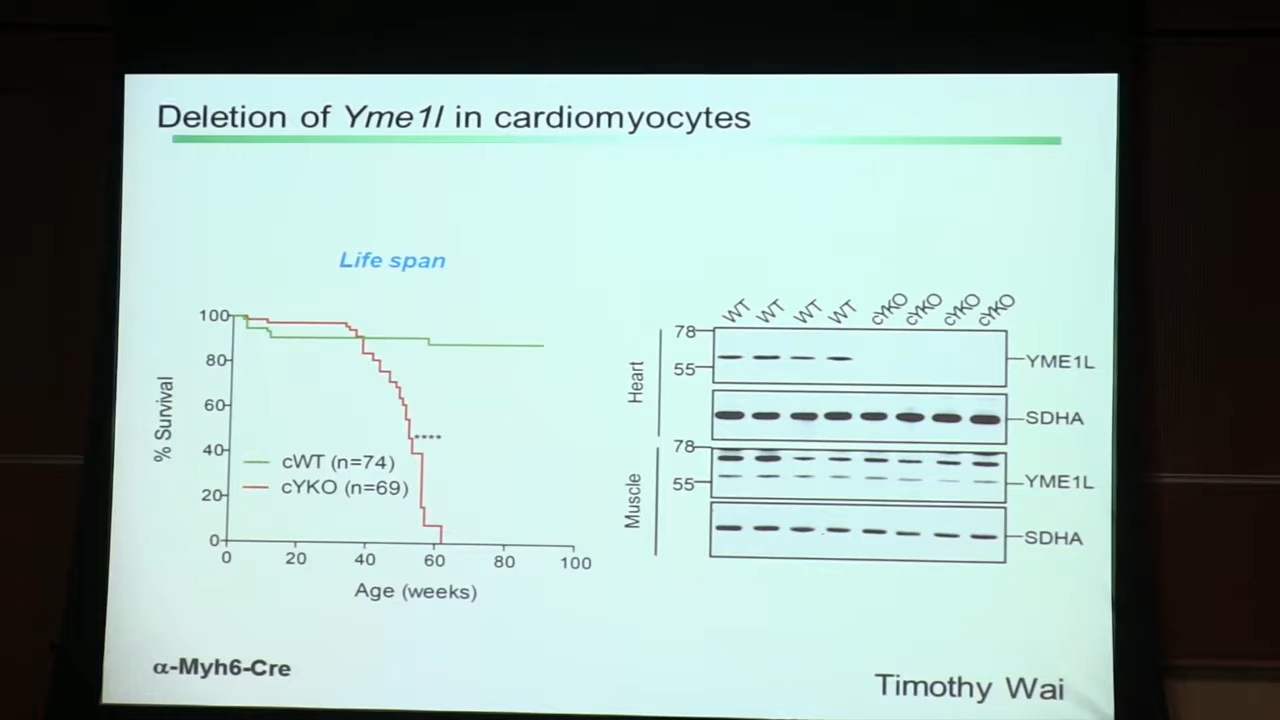 Deletion of Yme1l in cardiomyocytes
Life span
100
80
60
40
20
0
% Survival
cWT (n=74)
cYKO (n=69)
****
0 20 40 60 80 100
Age (weeks)
α-Myh6-Cre
WT WT WT WT cYKO cYKO cYKO cYKO
Heart
78
55
YME1L
SDHA
Muscle
78
55
YME1L
SDHA
Timothy Wai